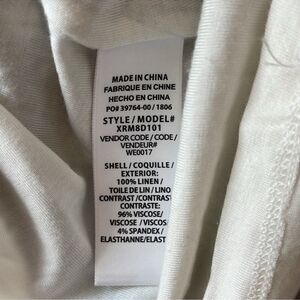 MADE IN CHINA
FABRIQUE EN CHINE
HECHO EN CHINA
PO# 39764-00 / 1806
STYLE / MODEL#
XRM8D101
VENDOR CODE / CODE /
VENDEUR#
WE0017
SHELL / COQUILLE /
EXTERIOR:
100% LINEN /
TOILE DE LIN / LINO
CONTRAST /CONTRAST
CONTRASTE:
96% VISCOSE/
VISCOSE / VISCOS
4% SPANDEX /
ELASTHANNE/ELAST